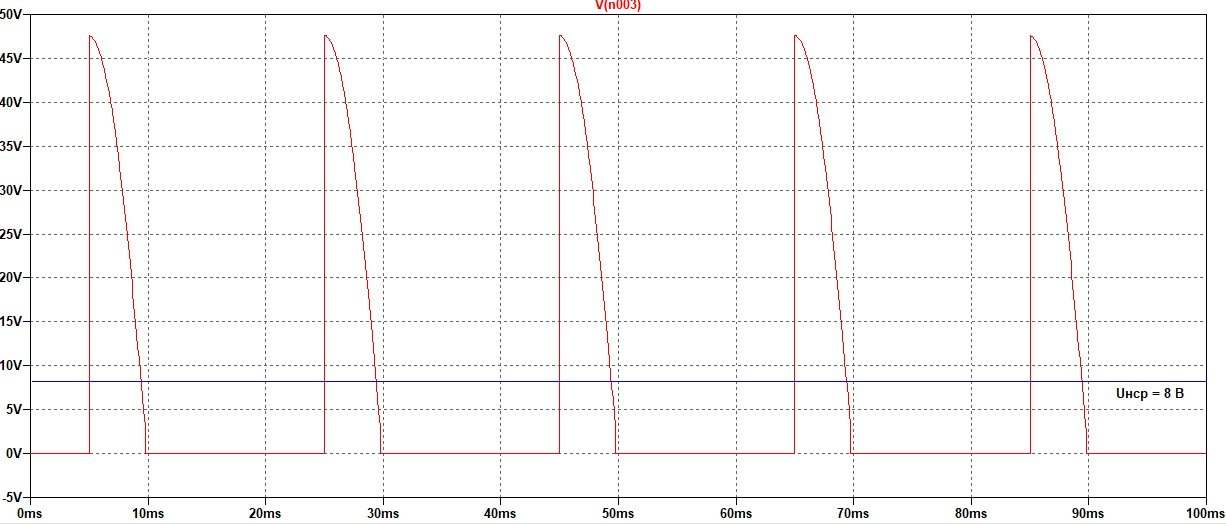 V(n003)
50V
45V
40V
35V
30V
25V
20V
15V
10V
Uнср = 8 В
5V
0V
-5V
0ms 10ms 20ms 30ms 40ms 50ms 60ms 70ms 80ms 90ms 100ms